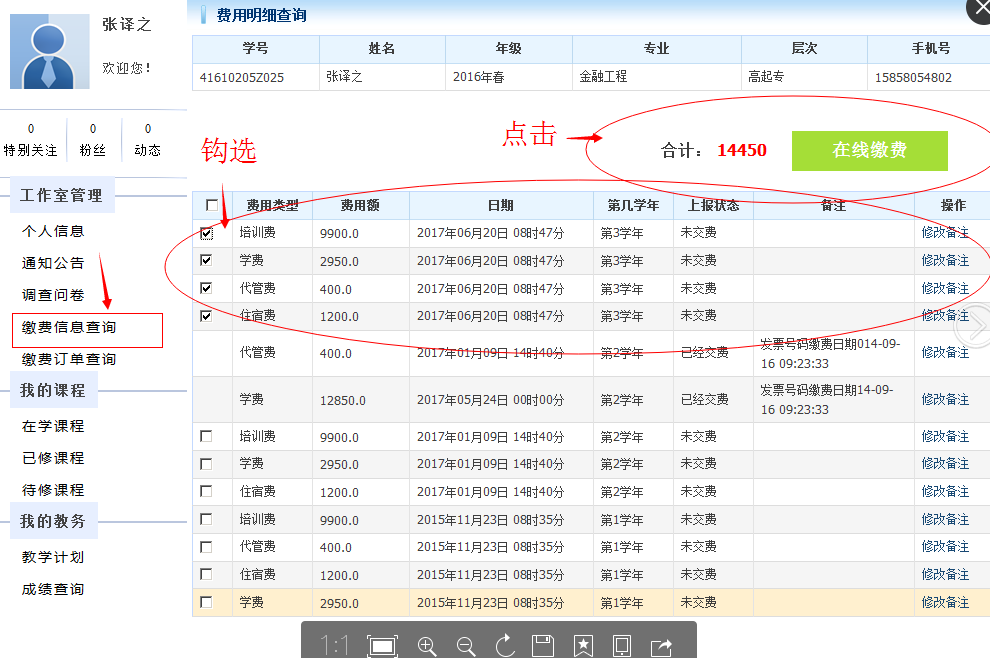 张译之
欢迎您！
0 0 0
特别关注 粉丝 动态
工作室管理
个人信息
通知公告
调查问卷
缴费信息查询
缴费订单查询
我的课程
在学课程
已修课程
待修课程
我的教务
教学计划
成绩查询
费用明细查询
学号 姓名 年级 专业 层次 手机号
41610205Z025 张译之 2016年春 金融工程 高起专 15858054802
钩选
点击
合计： 14450 在线缴费
费用类型 费用额 日期 第几学年 上报状态 备注 操作
培训费 9900.0 2017年06月20日 08时47分 第3学年 未交费 修改备注
学费 2950.0 2017年06月20日 08时47分 第3学年 未交费 修改备注
代管费 400.0 2017年06月20日 08时47分 第3学年 未交费 修改备注
住宿费 1200.0 2017年06月20日 08时47分 第3学年 未交费 修改备注
代管费 400.0 2017年01月09日 14时40分 第2学年 已经交费 发票号码缴费日期014-09-
16 09:23:33 修改备注
学费 12850.0 2017年05月24日 00时00分 第2学年 已经交费 发票号码缴费日期14-09-
16 09:23:33 修改备注
培训费 9900.0 2017年01月09日 14时40分 第2学年 未交费 修改备注
学费 2950.0 2017年01月09日 14时40分 第2学年 未交费 修改备注
住宿费 1200.0 2017年01月09日 14时40分 第2学年 未交费 修改备注
培训费 9900.0 2015年11月23日 08时35分 第1学年 未交费 修改备注
代管费 400.0 2015年11月23日 08时35分 第1学年 未交费 修改备注
住宿费 1200.0 2015年11月23日 08时35分 第1学年 未交费 修改备注
学费 2950.0 2015年11月23日 08时35分 第1学年 未交费 修改备注
1:1